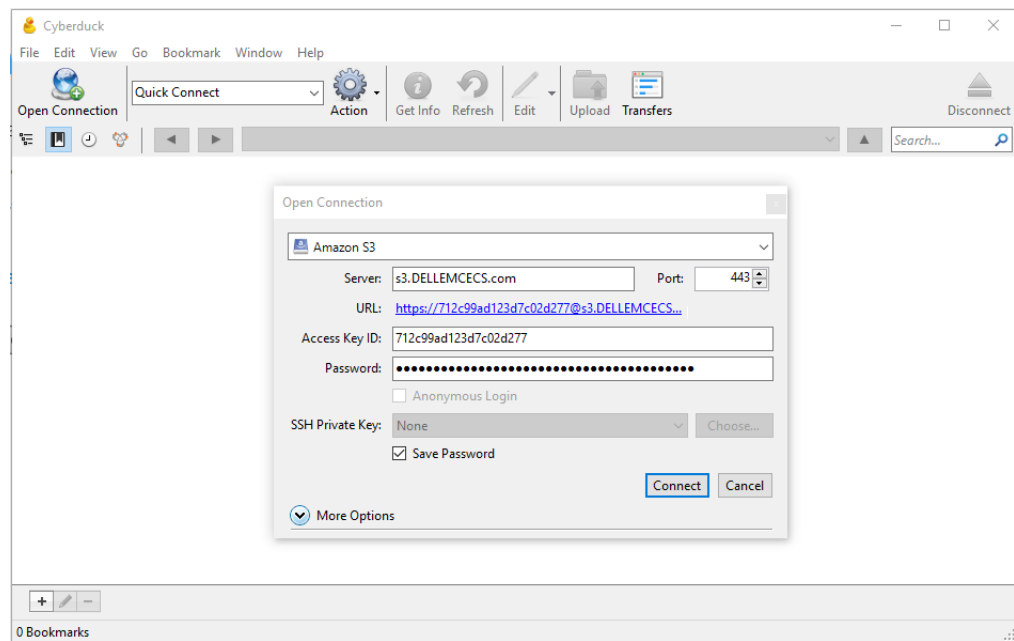 Cyberduck
File Edit View Go Bookmark Window Help
Open Connection Quick Connect Action Get Info Refresh Edit Upload Transfers Disconnect
Search...
Open Connection
Amazon S3
Server: s3.DELLEMCECS.com Port: 443
URL: https://712c99ad123d7c02d277@s3.DELLEMCECS...
Access Key ID: 712c99ad123d7c02d277
Password: ••••••••••••••••••••••••••••••••••••••••
Anonymous Login
SSH Private Key: None Choose...
Save Password
Connect Cancel
More Options
0 Bookmarks